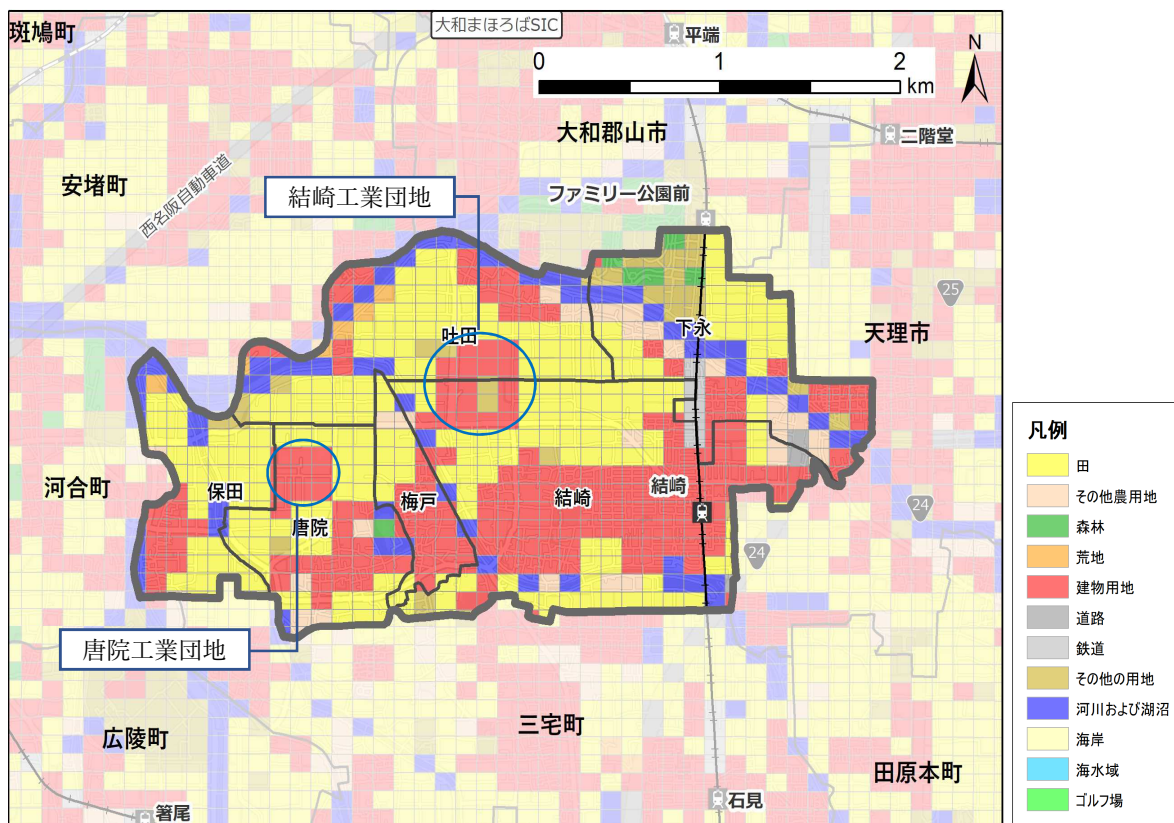 斑鳩町
大和まほろばSIC
平端
0 1 2
km
N
大和郡山市
二階堂
安堵町
西名阪自動車道
結崎工業団地
ファミリー公園前
25
吐田
下永
天理市
河合町
保田
梅戸
結崎
結崎
唐院
24
24
唐院工業団地
広陵町
三宅町
田原本町
箸尾
石見
凡例
田
その他農用地
森林
荒地
建物用地
道路
鉄道
その他の用地
河川および湖沼
海岸
海水域
ゴルフ場